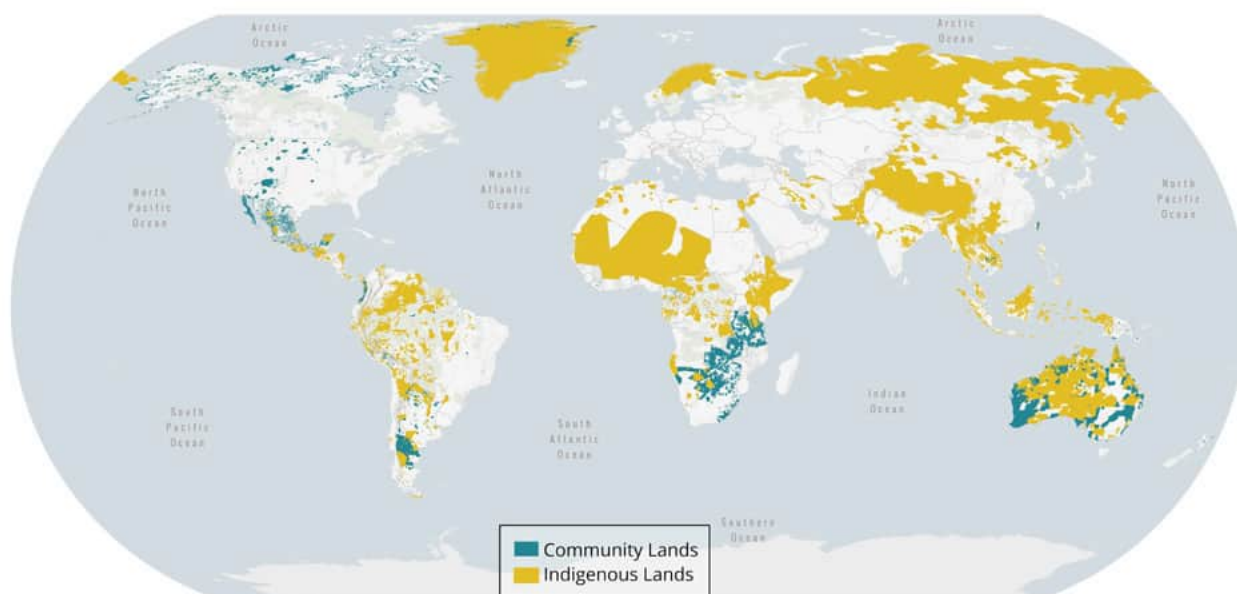 Arctic
Ocean
Arctic
Ocean
North
Pacific
Ocean
North
Atlantic
Ocean
North
Pacific
Ocean
South
Pacific
Ocean
South
Atlantic
Ocean
Indian
Ocean
Southern
Ocean
Community Lands
Indigenous Lands